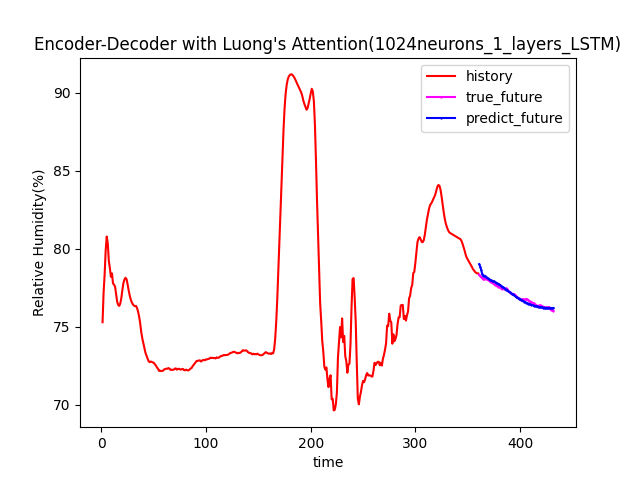 Encoder-Decoder with Luong's Attention(1024neurons_1_layers_LSTM)
history
true_future
predict_future
Relative Humidity(%)
90
85
80
75
70
0
100
200
300
400
time